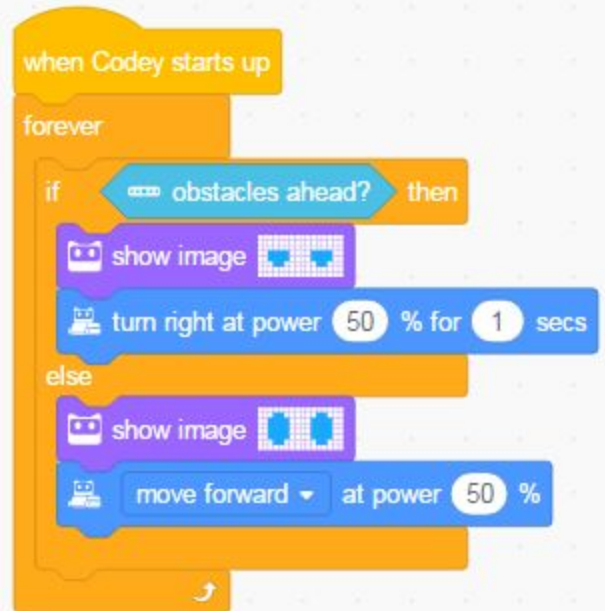 when Codey starts up
forever
if obstacles ahead? then
show image
turn right at power 50 % for 1 secs
else
show image
move forward at power 50 %